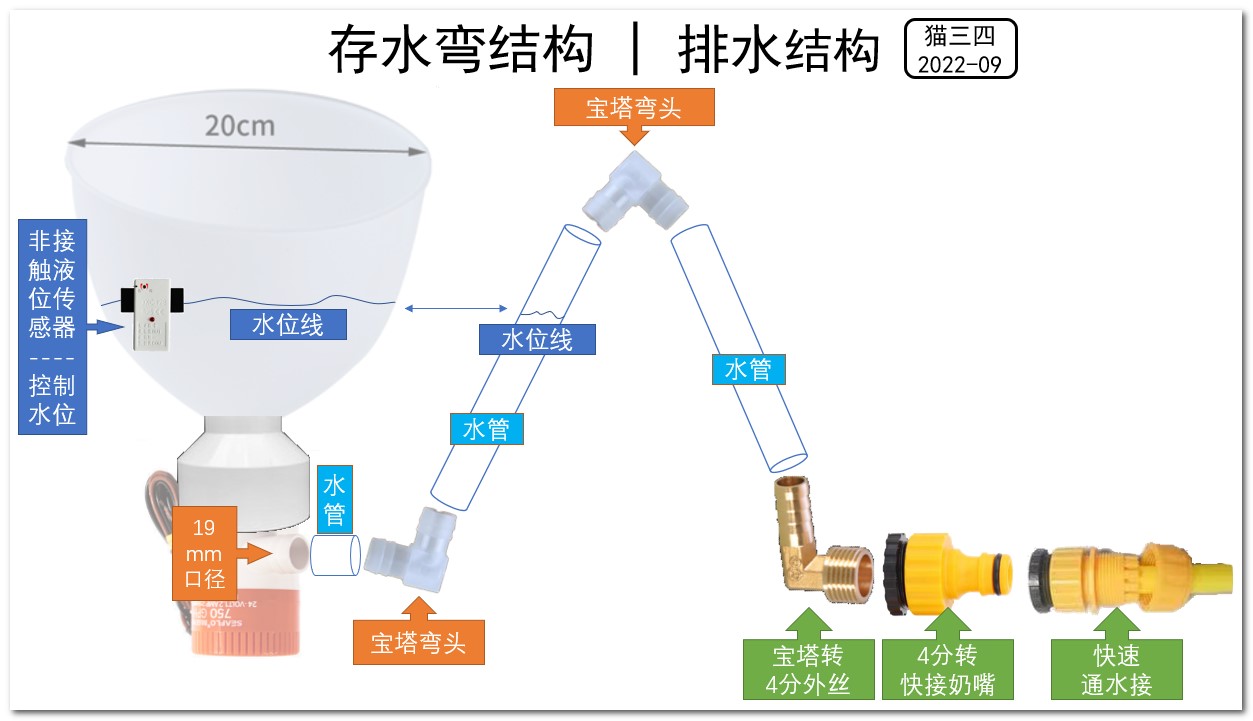 存水弯结构 | 排水结构
猫三四
2022-09
20cm
宝塔弯头
非接
触液
位传
感器
----
控制
水位
水位线
水位线
水管
水管
水
管
19
mm
口径
24 VOLT
750 GPH
SEAFLO
宝塔弯头
宝塔转
4分外丝
4分转
快接奶嘴
快速
通水接